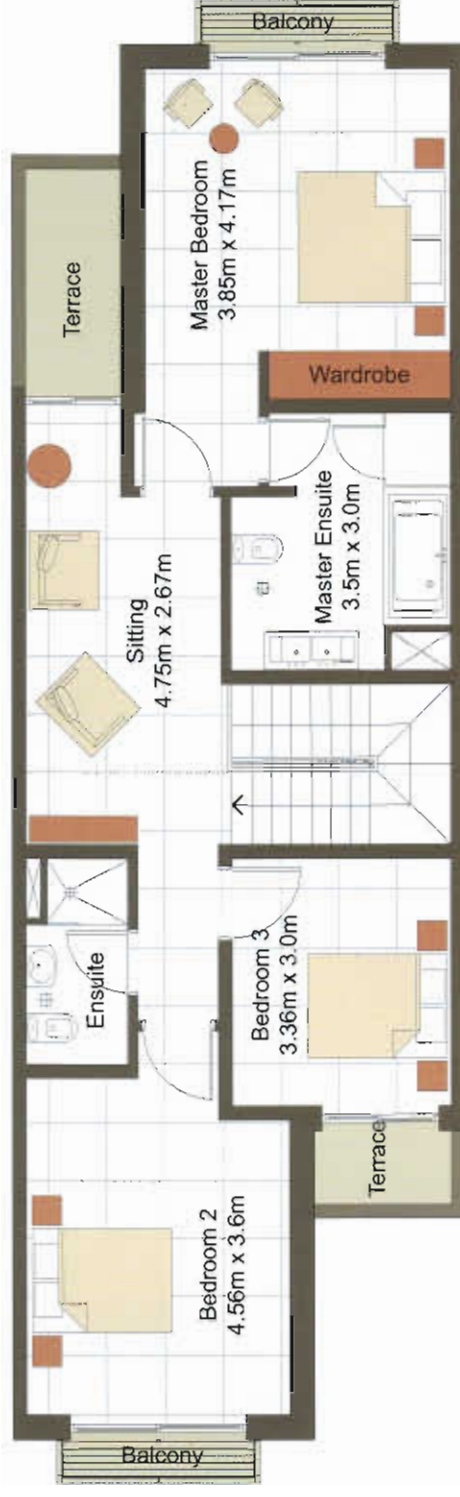 Balcony
Master Bedroom
3.85m x 4.17m
Terrace
Wardrobe
Master Ensuite
3.5m x 3.0m
Sitting
4.75m x 2.67m
Ensuite
Bedroom 3
3.36m x 3.0m
Terrace
Bedroom 2
4.56m x 3.6m
Balcony